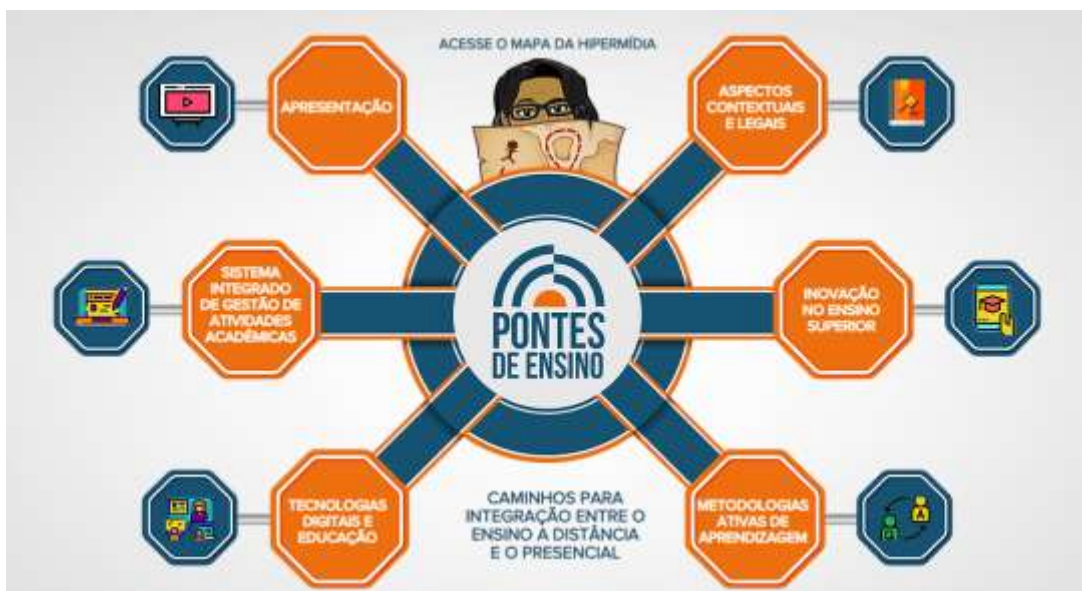 ACESSE O MAPA DA HIPERMÍDIA
APRESENTAÇÃO
ASPECTOS
CONTEXTUAIS
E LEGAIS
SISTEMA
INTEGRADO
DE GESTÃO DE
ATIVIDADES
ACADÊMICAS
PONTES
DE ENSINO
INOVAÇÃO
NO ENSINO
SUPERIOR
TECNOLOGIAS
DIGITAIS E
EDUCAÇÃO
CAMINHOS PARA
INTEGRAÇÃO ENTRE O
ENSINO A DISTÂNCIA
E O PRESENCIAL
METODOLOGIAS
ATIVAS DE
APRENDIZAGEM